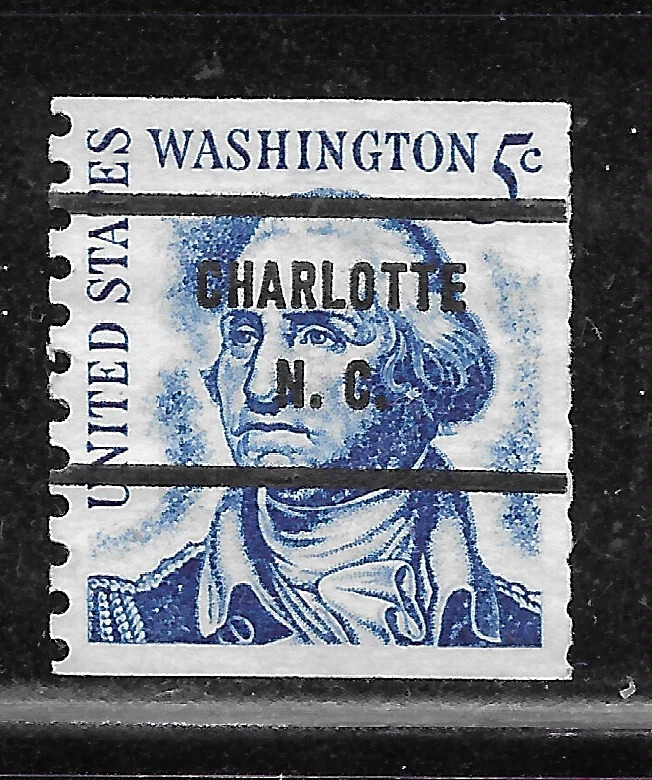 WASHINGTON 5c
UNITED STATES
CHARLOTTE
N. C.